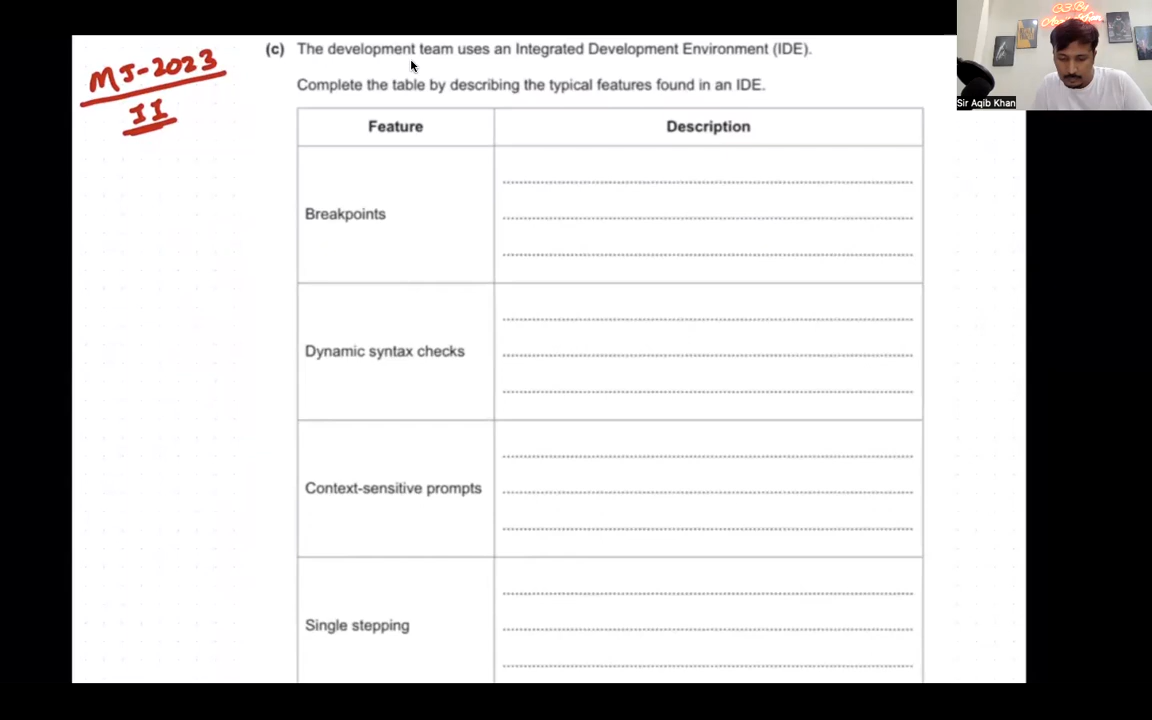 MJ-2023
II
(c) The development team uses an Integrated Development Environment (IDE).
Complete the table by describing the typical features found in an IDE.
Feature Description
Breakpoints
Dynamic syntax checks
Context-sensitive prompts
Single stepping
Sir Aqib Khan